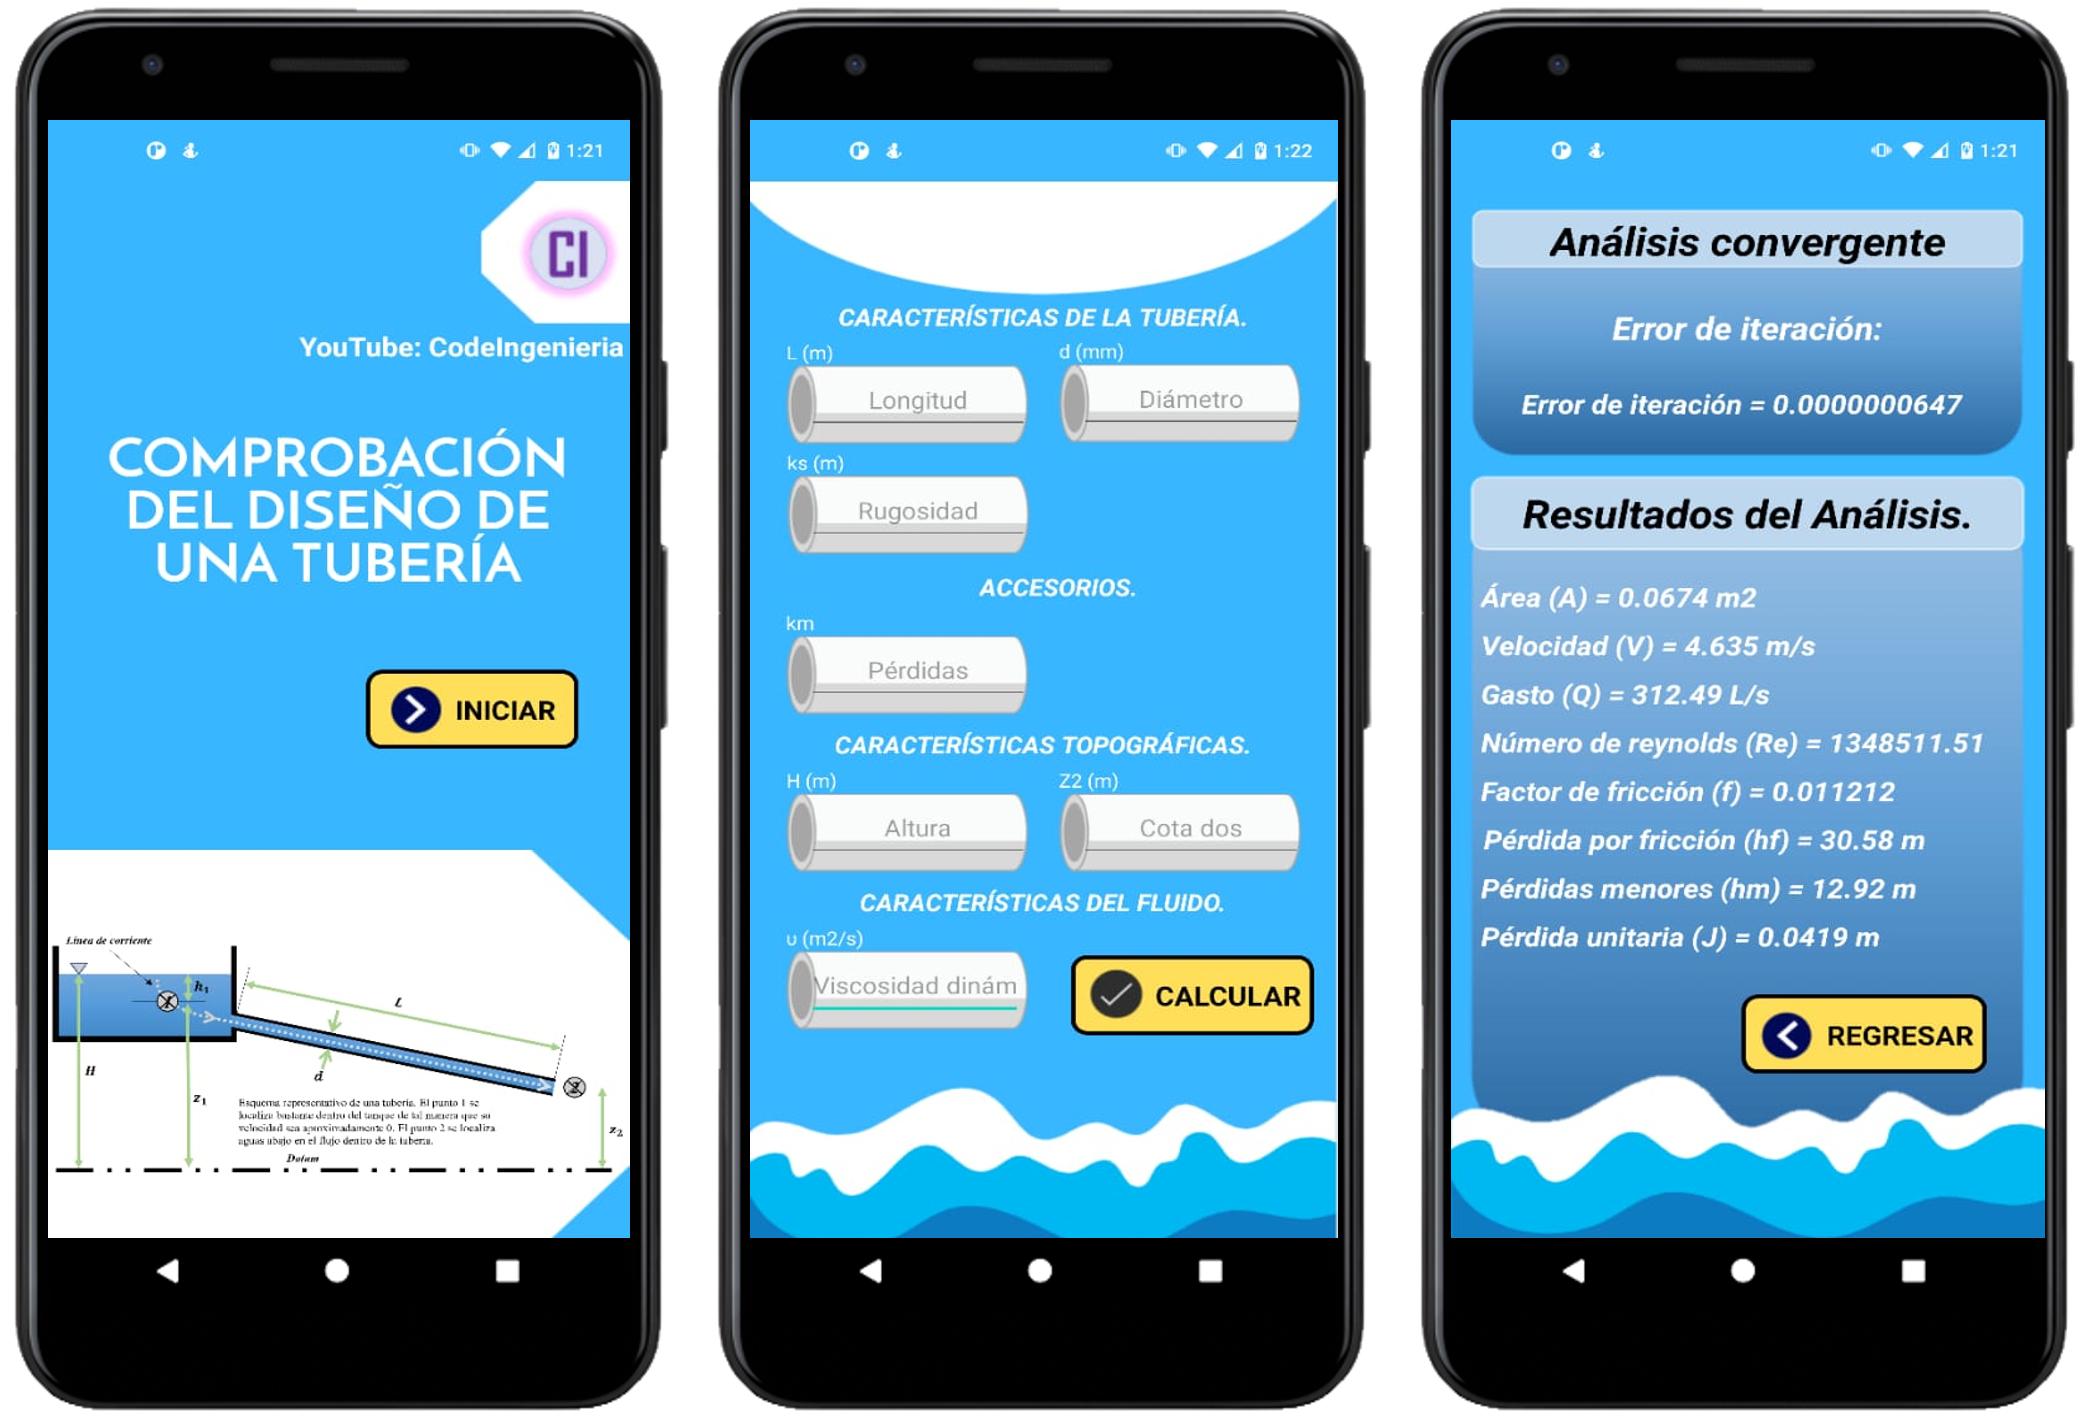 1:21
CI
YouTube: CodeIngenieria
COMPROBACIÓN
DEL DISEÑO DE
UNA TUBERÍA
INICIAR
Línea de corriente
h1
1
L
d
2
H
z1
z2
Esquema representativo de una tubería. El punto 1 se
localiza bastante dentro del tanque de tal manera que su
velocidad sea aproximadamente 0. El punto 2 se localiza
aguas abajo en el flujo dentro de la tubería.
Datum
1:22
CARACTERÍSTICAS DE LA TUBERÍA.
L (m)
d (mm)
Longitud
Diámetro
ks (m)
Rugosidad
ACCESORIOS.
km
Pérdidas
CARACTERÍSTICAS TOPOGRÁFICAS.
H (m)
Z2 (m)
Altura
Cota dos
CARACTERÍSTICAS DEL FLUIDO.
υ (m2/s)
Viscosidad dinám
CALCULAR
1:21
Análisis convergente
Error de iteración:
Error de iteración = 0.0000000647
Resultados del Análisis.
Área (A) = 0.0674 m2
Velocidad (V) = 4.635 m/s
Gasto (Q) = 312.49 L/s
Número de reynolds (Re) = 1348511.51
Factor de fricción (f) = 0.011212
Pérdida por fricción (hf) = 30.58 m
Pérdidas menores (hm) = 12.92 m
Pérdida unitaria (J) = 0.0419 m
REGRESAR